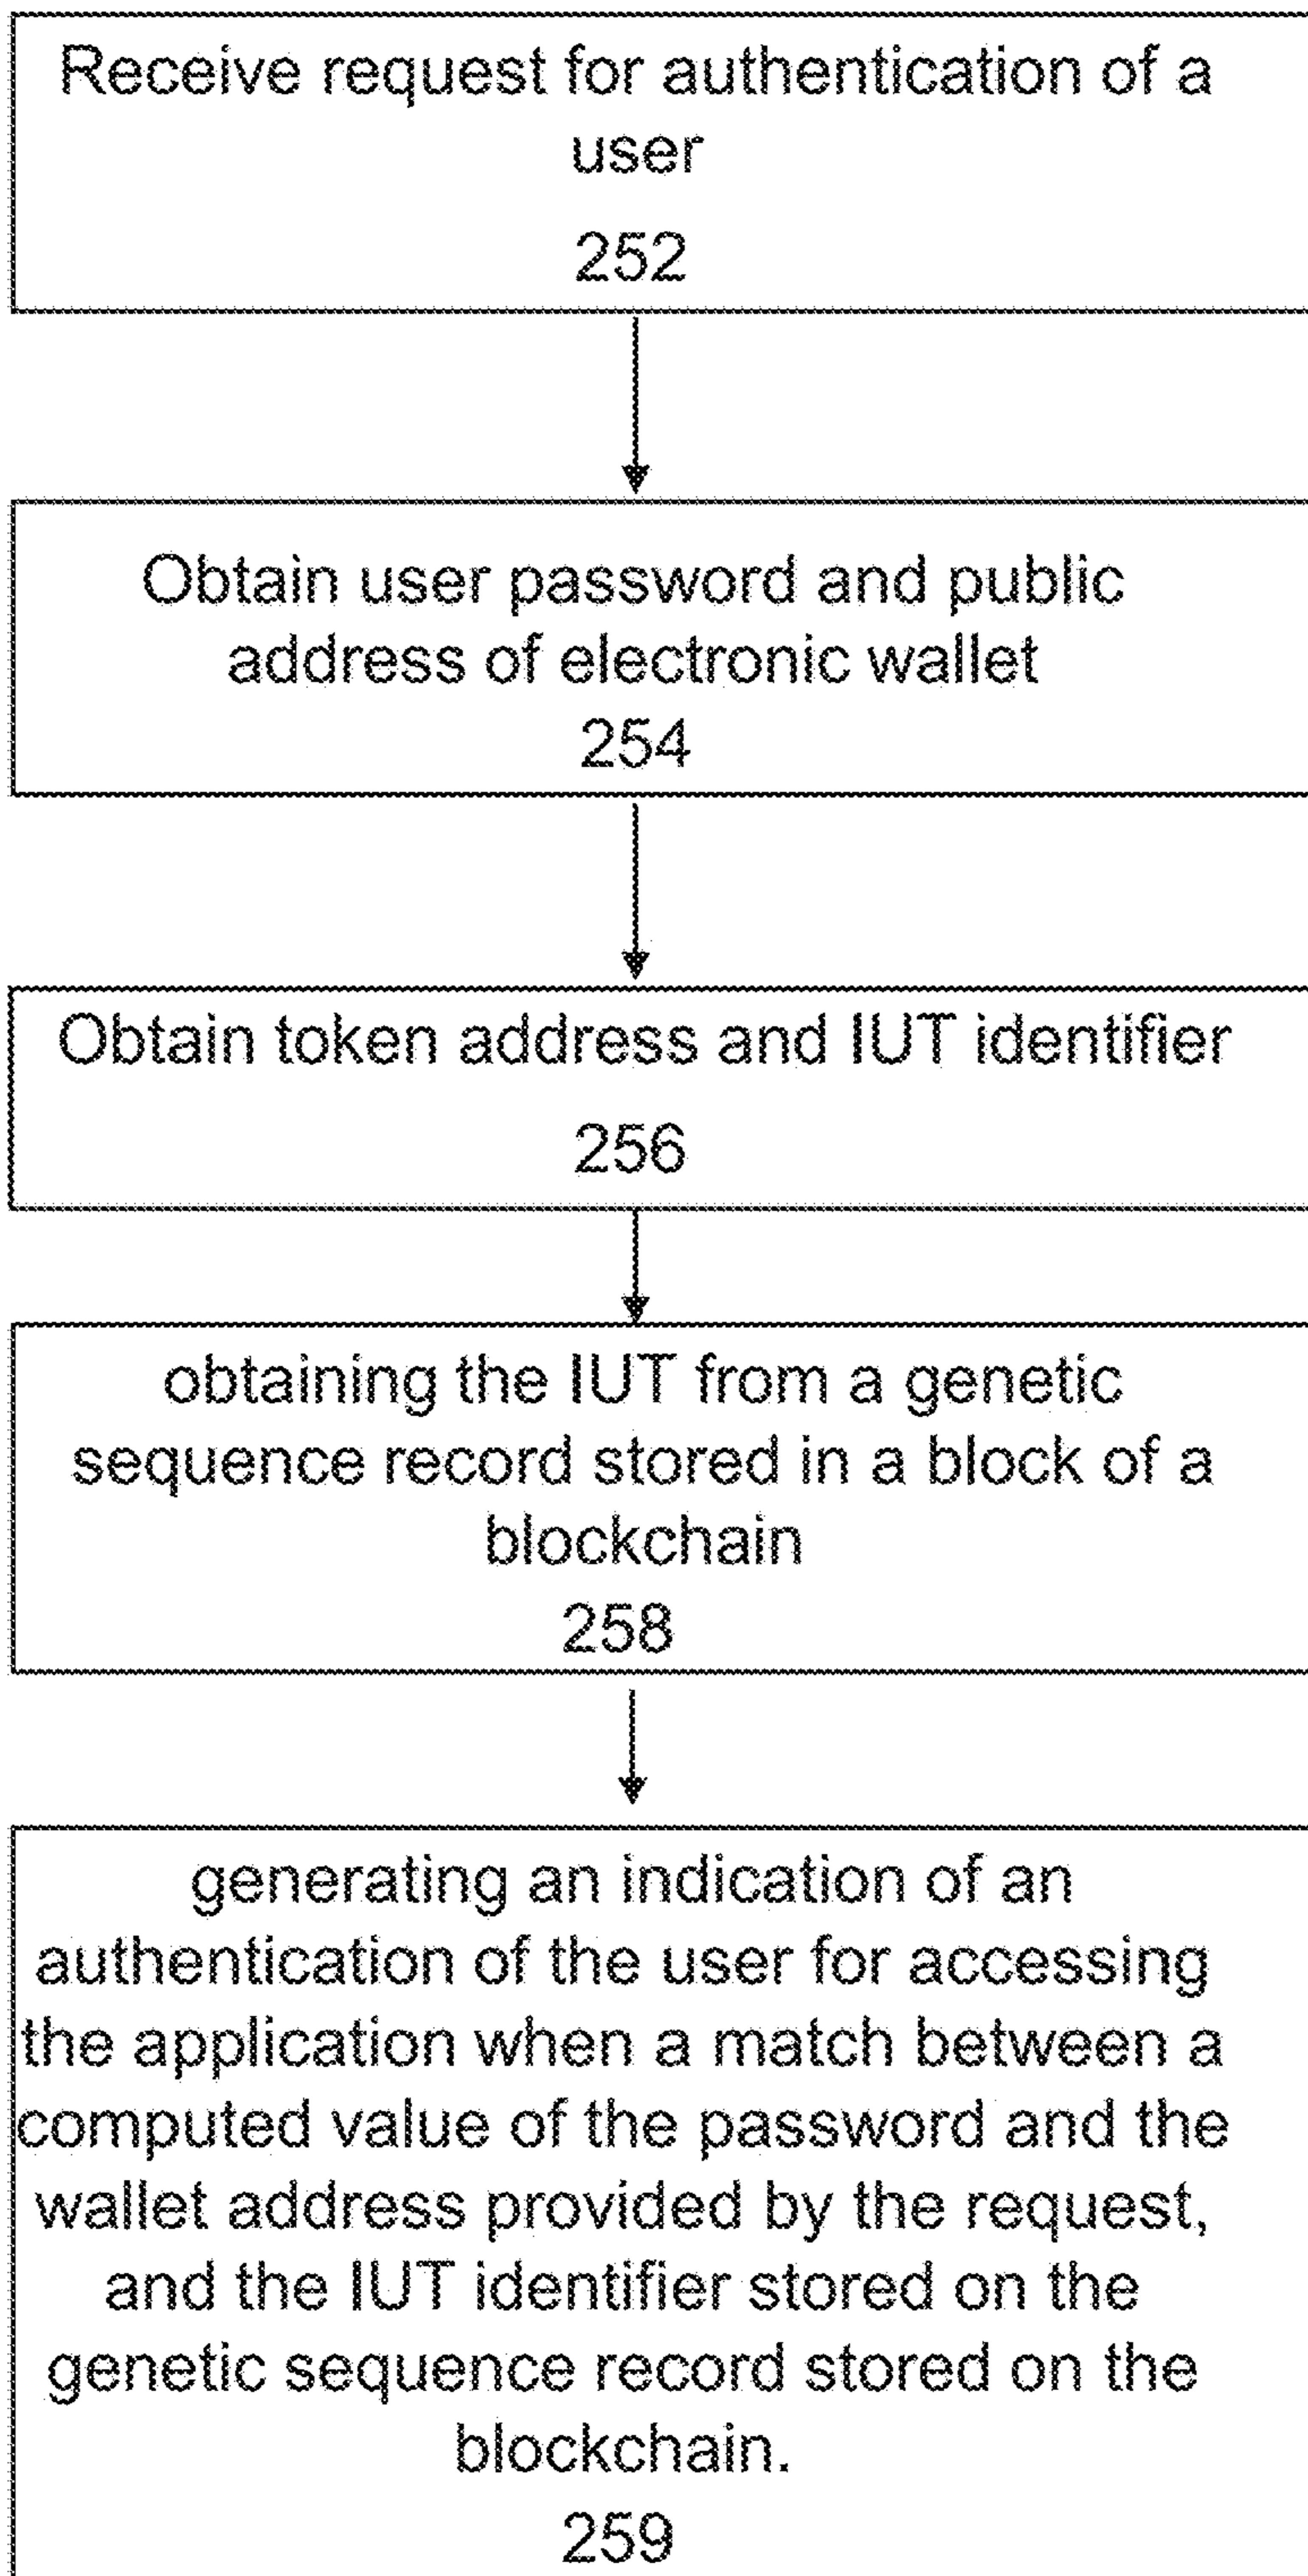 Receive request for authentication of a
user
252
Obtain user password and public
address of electronic wallet
254
Obtain token address and IUT identifier
256
obtaining the IUT from a genetic
sequence record stored in a block of a
blockchain
258
generating an indication of an
authentication of the user for accessing
the application when a match between a
computed value of the password and the
wallet address provided by the request,
and the IUT identifier stored on the
genetic sequence record stored on the
blockchain.
259